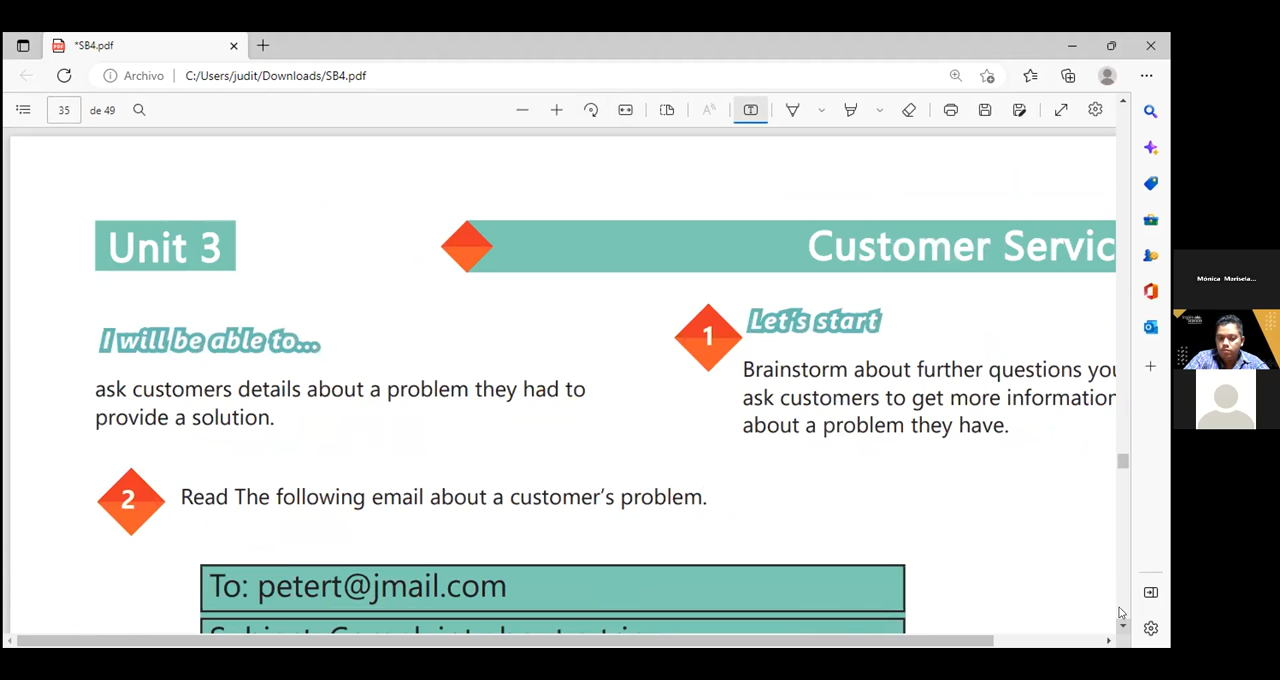 *SB4.pdf
Archivo
C:/Users/judit/Downloads/SB4.pdf
35
de 49
Unit 3
Customer Servic
I will be able to...
ask customers details about a problem they had to
provide a solution.
1
Let's start
Brainstorm about further questions you
ask customers to get more information
about a problem they have.
2
Read The following email about a customer's problem.
To: petert@jmail.com
Mónica Marisela...